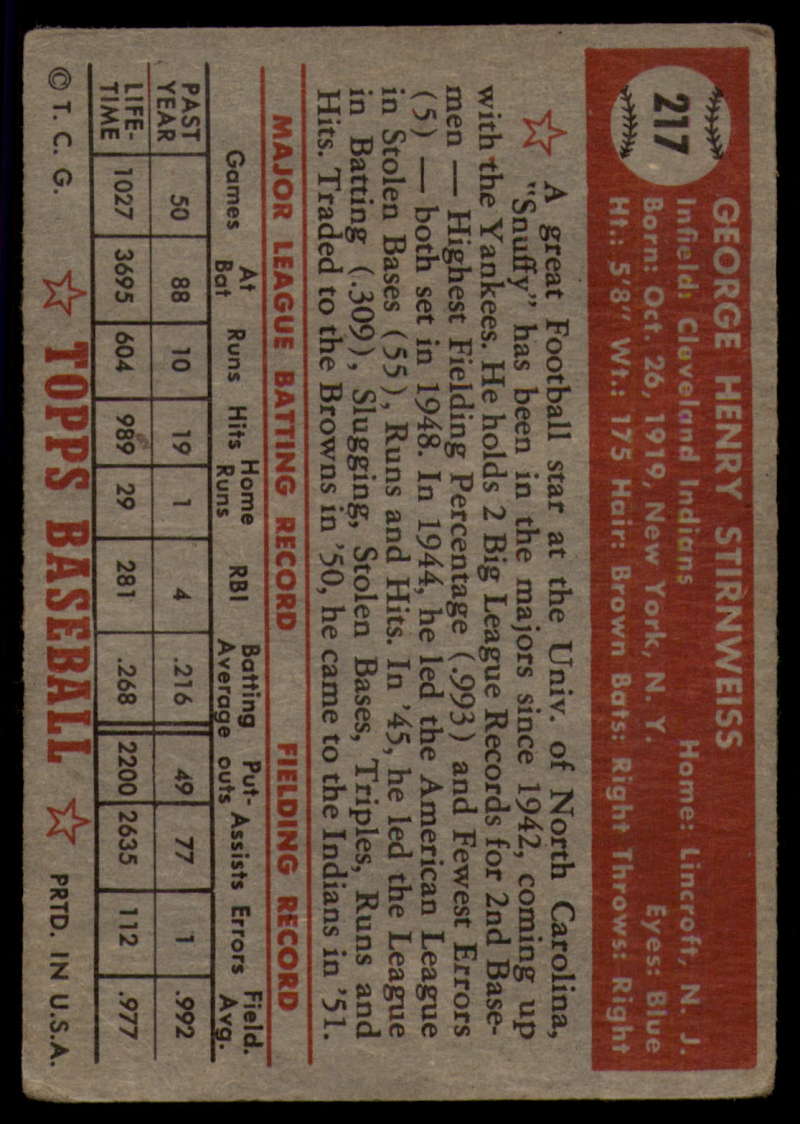 217
GEORGE HENRY STIRNWEISS
Infield: Cleveland Indians Home: Lincroft, N. J.
Born: Oct. 26, 1919, New York, N. Y. Eyes: Blue
Ht.: 5'8" Wt.: 175 Hair: Brown Bats: Right Throws: Right
A great Football star at the Univ. of North Carolina,
"Snuffy" has been in the majors since 1942, coming up
with the Yankees. He holds 2 Big League Records for 2nd Base-
men — Highest Fielding Percentage (.993) and Fewest Errors
(5) — both set in 1948. In 1944, he led the American League
in Stolen Bases (55), Runs and Hits. In '45, he led the League
in Batting (.309), Slugging, Stolen Bases, Triples, Runs and
Hits. Traded to the Browns in '50, he came to the Indians in '51.
MAJOR LEAGUE BATTING RECORD FIELDING RECORD
Games At Bat Runs Hits Home Runs RBI Batting Average Put-outs Assists Errors Field. Avg.
PAST YEAR 50 88 10 19 1 4 .216 49 77 1 .992
LIFE-TIME 1027 3695 604 989 29 281 .268 2200 2635 112 .977
© T. C. G. TOPPS BASEBALL PRTD. IN U.S.A.